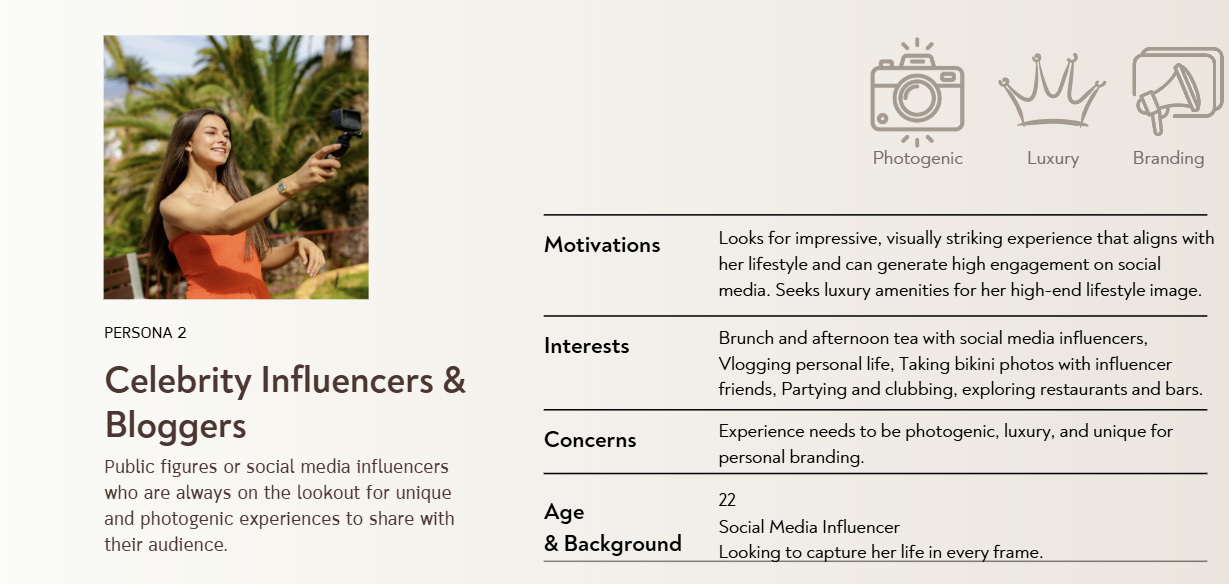 Photogenic Luxury Branding
PERSONA 2
Celebrity Influencers &
Bloggers
Public figures or social media influencers
who are always on the lookout for unique
and photogenic experiences to share with
their audience.
Motivations
Looks for impressive, visually striking experience that aligns with
her lifestyle and can generate high engagement on social
media. Seeks luxury amenities for her high-end lifestyle image.
Interests
Brunch and afternoon tea with social media influencers,
Vlogging personal life, Taking bikini photos with influencer
friends, Partying and clubbing, exploring restaurants and bars.
Concerns
Experience needs to be photogenic, luxury, and unique for
personal branding.
Age
& Background
22
Social Media Influencer
Looking to capture her life in every frame.